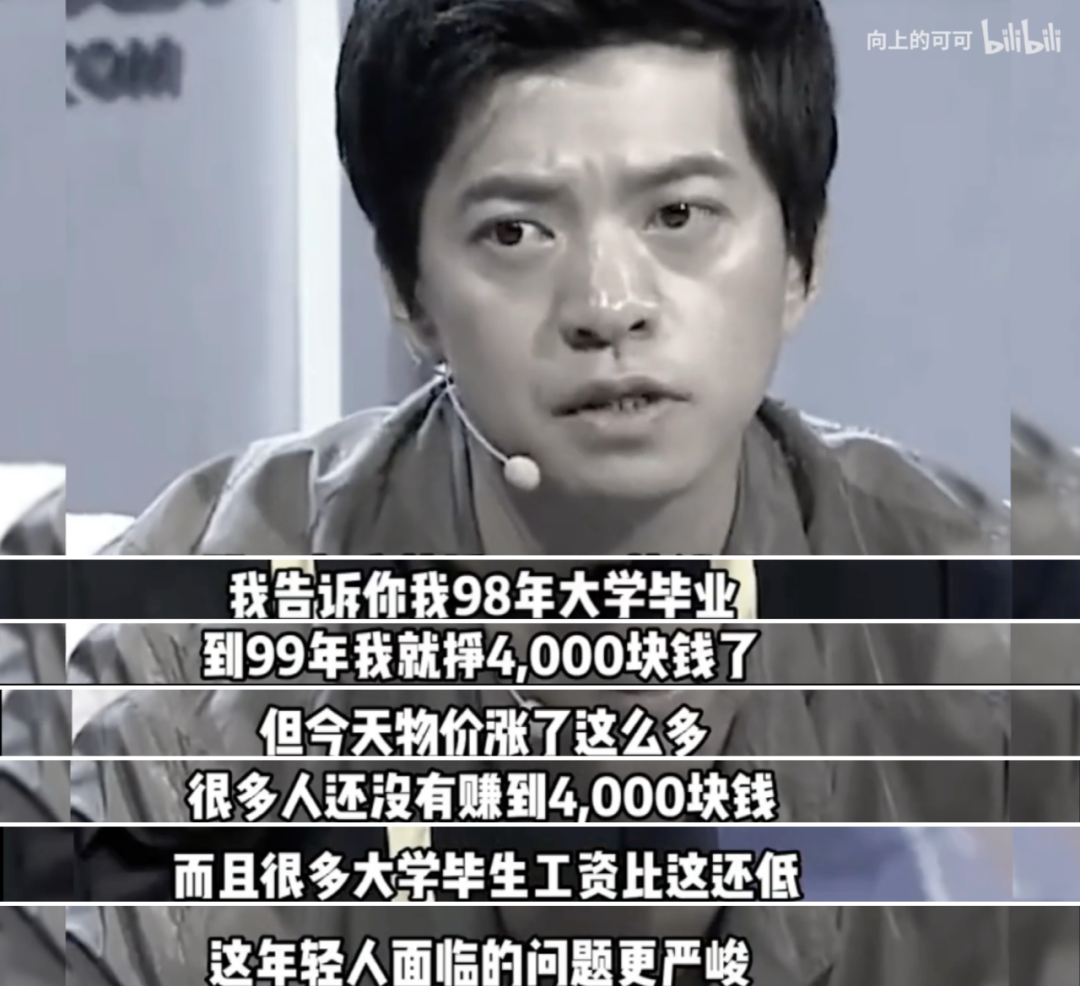 向上的可可 bilibili
COM
我告诉你我98年大学毕业
到99年我就挣4,000块钱了
但今天物价涨了这么多
很多人还没有赚到4,000块钱
而且很多大学毕生工资比这还低
这年轻人面临的问题更严峻